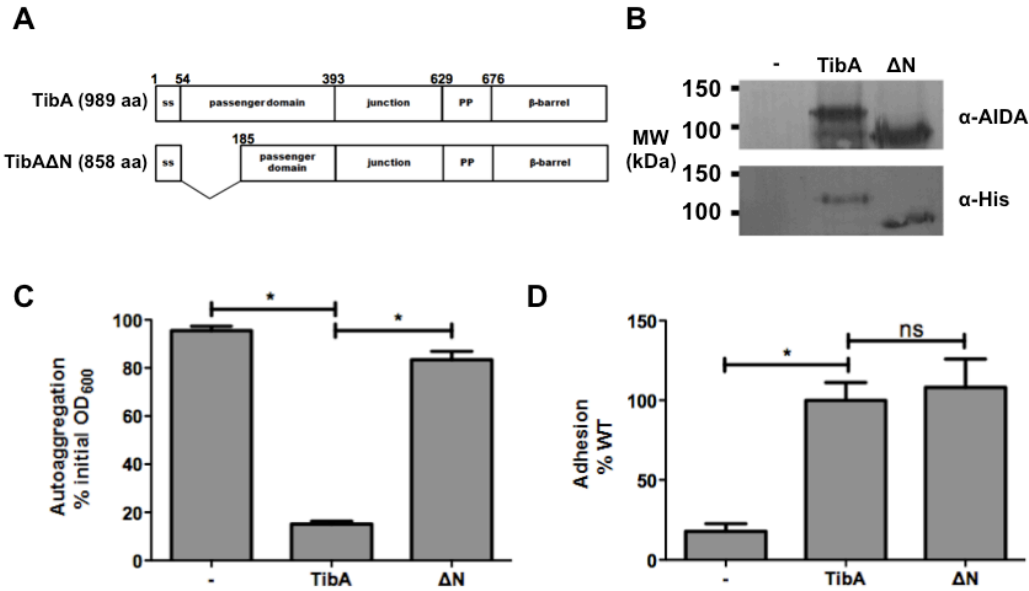 A
1 54 393 629 676
TibA (989 aa) ss passenger domain junction PP β-barrel
185
TibAΔN (858 aa) ss passenger domain junction PP β-barrel
B
- TibA ΔN
150
100
α-AIDA
MW
(kDa)
150
100
α-His
C
* *
Autoaggregation
% initial OD600
100
80
60
40
20
0
- TibA ΔN
D
* ns
Adhesion
% WT
150
100
50
0
- TibA ΔN